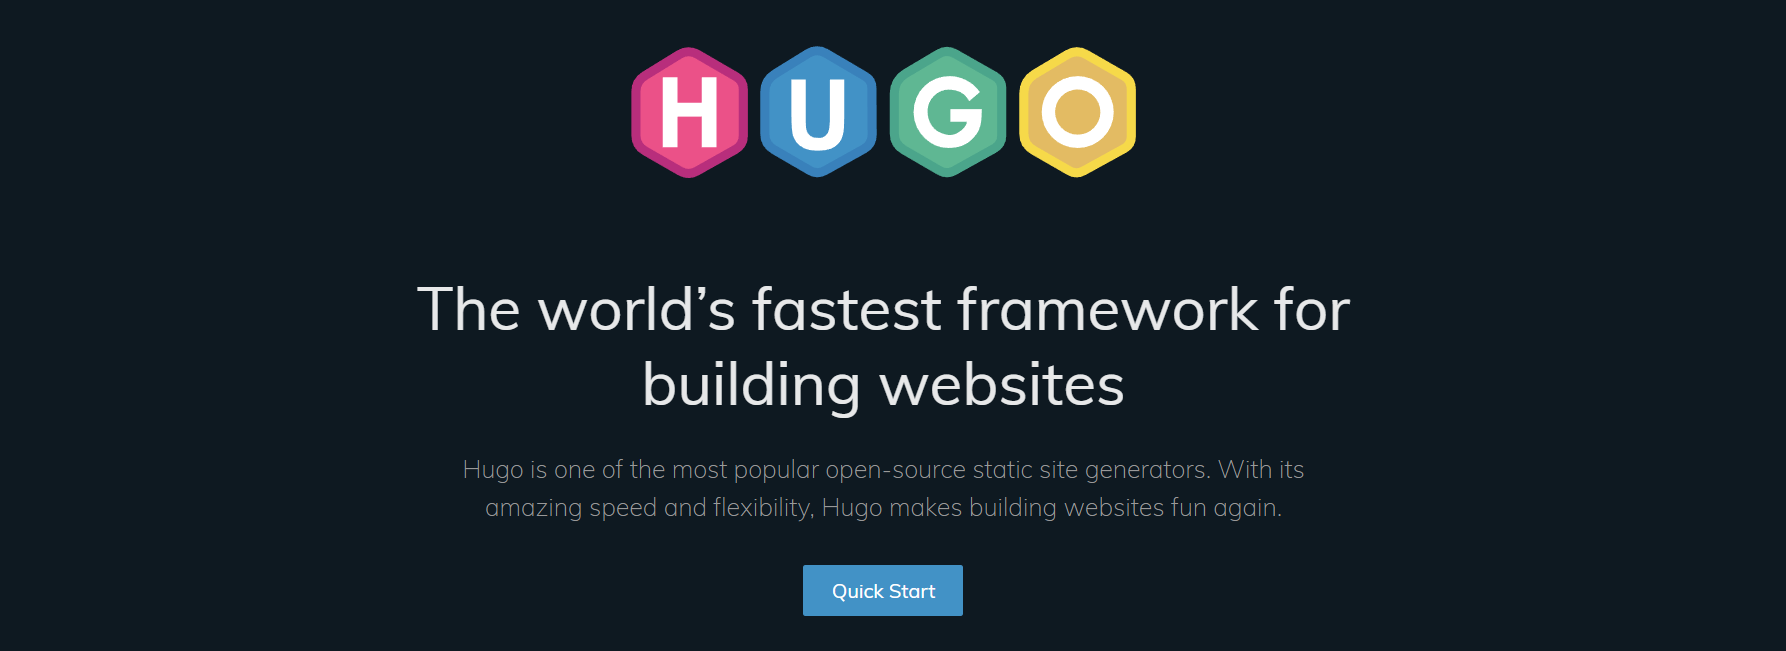 HUGO
The world’s fastest framework for
building websites
Hugo is one of the most popular open-source static site generators. With its
amazing speed and flexibility, Hugo makes building websites fun again.
Quick Start